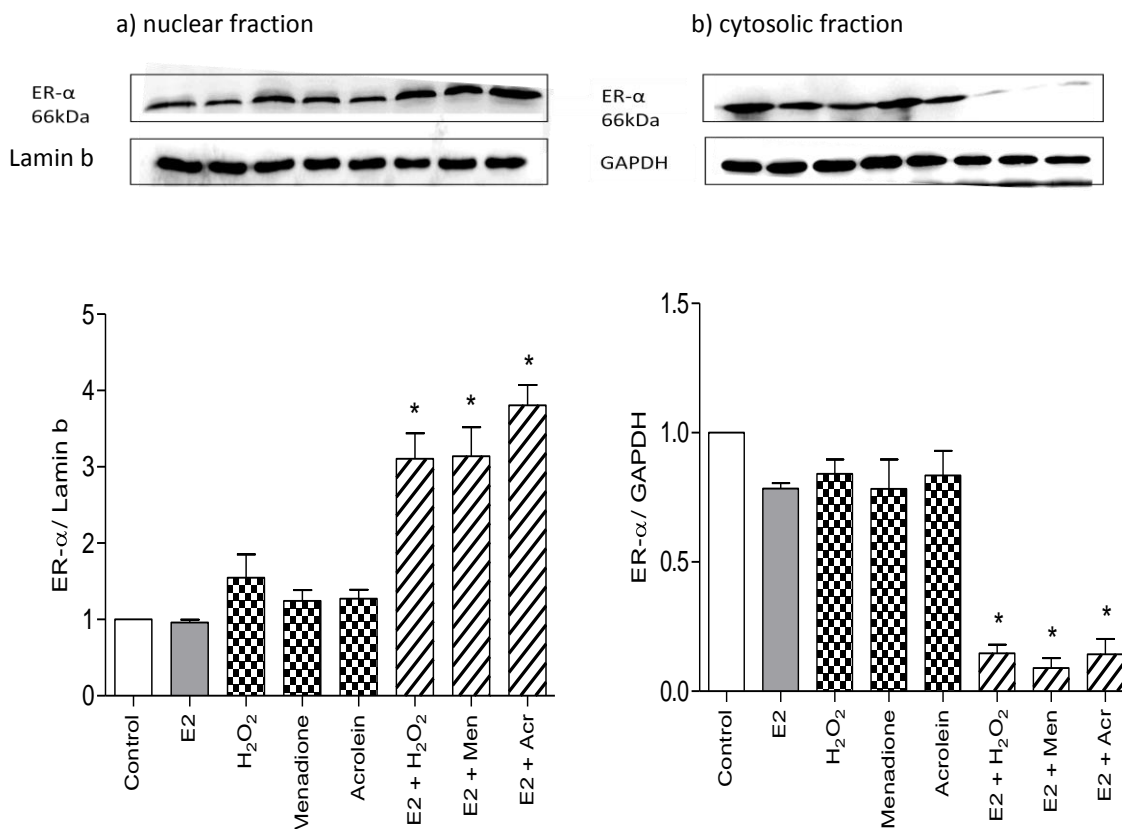 a) nuclear fraction
ER-α
66kDa
Lamin b
b) cytosolic fraction
ER-α
66kDa
GAPDH
ER-α/ Lamin b
5
4
3
2
1
0
*
*
*
Control
E2
H₂O₂
Menadione
Acrolein
E2 + H₂O₂
E2 + Men
E2 + Acr
ER-α/ GAPDH
1.5
1.0
0.5
0.0
*
*
*
Control
E2
H₂O₂
Menadione
Acrolein
E2 + H₂O₂
E2 + Men
E2 + Acr